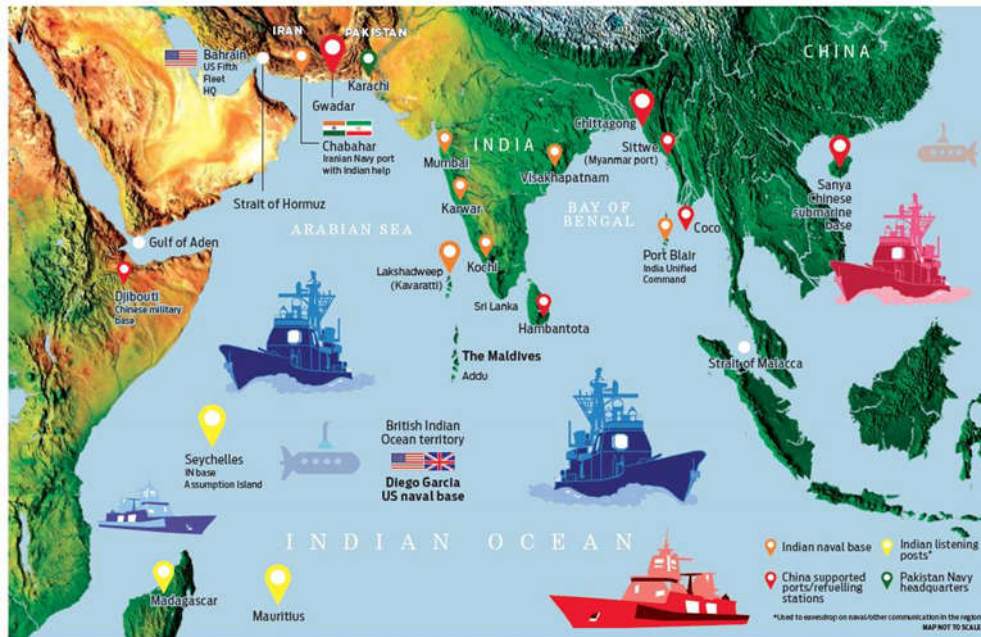 IRAN
PAKISTAN
CHINA
Bahrain
US Fifth
Fleet
HQ
Karachi
Gwadar
Chabahar
Iranian Navy port
with Indian help
Strait of Hormuz
INDIA
Mumbai
Visakhapatnam
Karwar
Kochi
Chittagong
Sittwe
(Myanmar port)
Sanya
Chinese
submarine
base
ARABIAN SEA
BAY OF
BENGAL
Coco
Port Blair
India Unified
Command
Gulf of Aden
Djibouti
Chinese military
base
Lakshadweep
(Kavaratti)
Sri Lanka
Hambantota
The Maldives
Addu
Strait of Malacca
Seychelles
IN base
Assumption Island
British Indian
Ocean territory
Diego Garcia
US naval base
INDIAN OCEAN
Madagascar
Mauritius
Indian naval base
Indian listening
posts*
China supported
ports/refuelling
stations
Pakistan Navy
headquarters
*Used to eavesdrop on naval/other communication in the region
MAP NOT TO SCALE